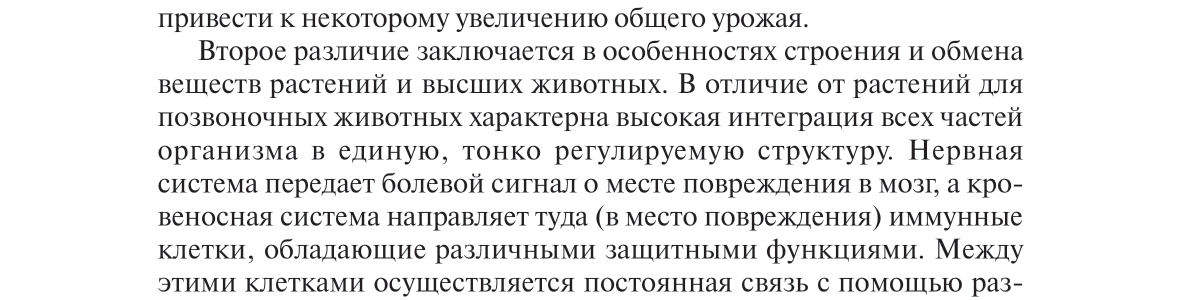 привести к некоторому увеличению общего урожая.
Второе различие заключается в особенностях строения и обмена
веществ растений и высших животных. В отличие от растений для
позвоночных животных характерна высокая интеграция всех частей
организма в единую, тонко регулируемую структуру. Нервная
система передает болевой сигнал о месте повреждения в мозг, а кро-
веносная система направляет туда (в место повреждения) иммунные
клетки, обладающие различными защитными функциями. Между
этими клетками осуществляется постоянная связь с помощью раз-